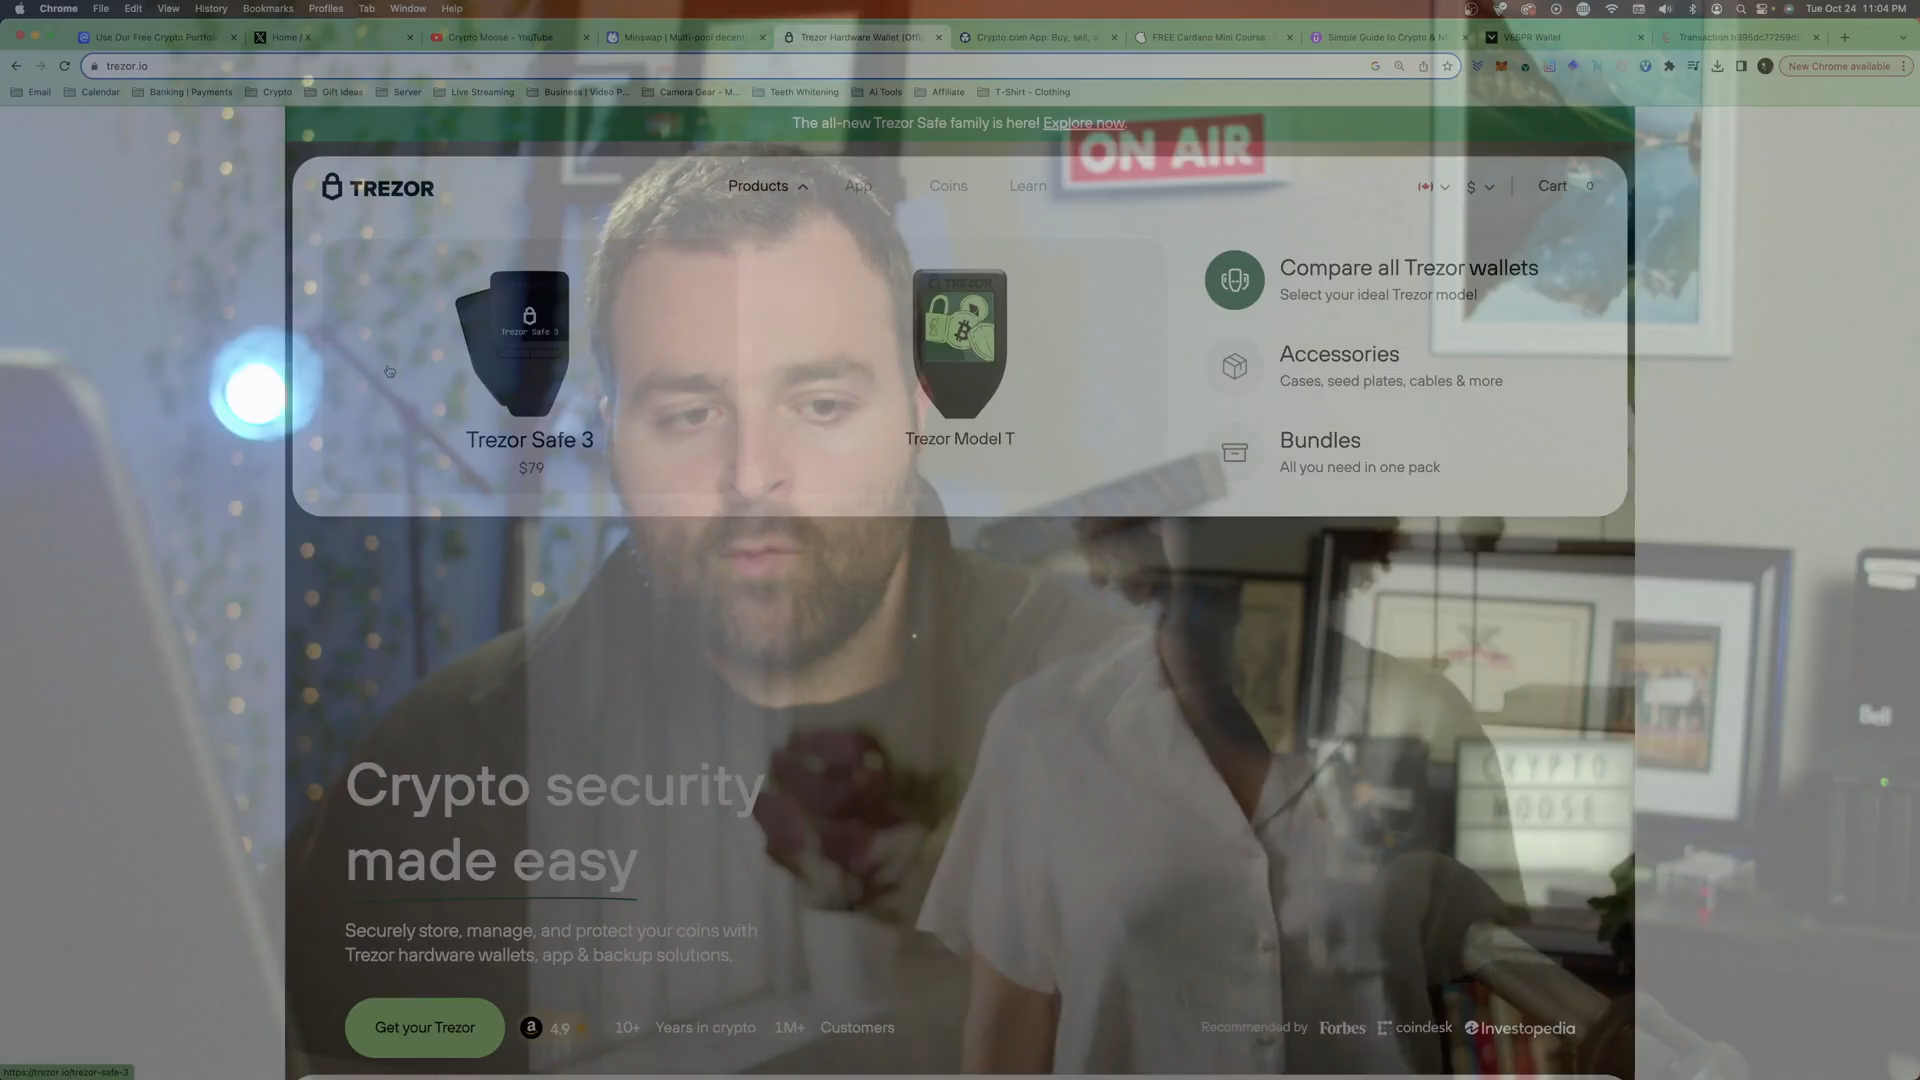 Chrome File Edit View History Bookmarks Profiles Tab Window Help Tue Oct 24 11:04 PM
Use Our Free Crypto Portfoli Home / X Crypto Moose - YouTube Minswap | Multi-pool decent Trezor Hardware Wallet (Offi Crypto.com App: Buy, sell, FREE Cardano Mini Course Simple Guide to Crypto & N VESPR Wallet Transaction b395dc77259d
trezor.io New Chrome available
Email Calendar Banking | Payments Crypto Gift Ideas Server Live Streaming Business | Video P... Camera Gear - M... Teeth Whitening AI Tools Affiliate T-Shirt - Clothing
The all-new Trezor Safe family is here! Explore now.
ON AIR
TREZOR Products App Coins Learn $ Cart 0
TREZOR
Trezor Safe 3
Compare all Trezor wallets
Select your ideal Trezor model
Accessories
Cases, seed plates, cables & more
Trezor Safe 3 Trezor Model T Bundles
$79 All you need in one pack
Bell
CRYPTO
MOOSE
Crypto security
made easy
Securely store, manage, and protect your coins with
Trezor hardware wallets, app & backup solutions.
Get your Trezor a 4.9 10+ Years in crypto 1M+ Customers Recommended by Forbes coindesk Investopedia
https://trezor.io/trezor-safe-3